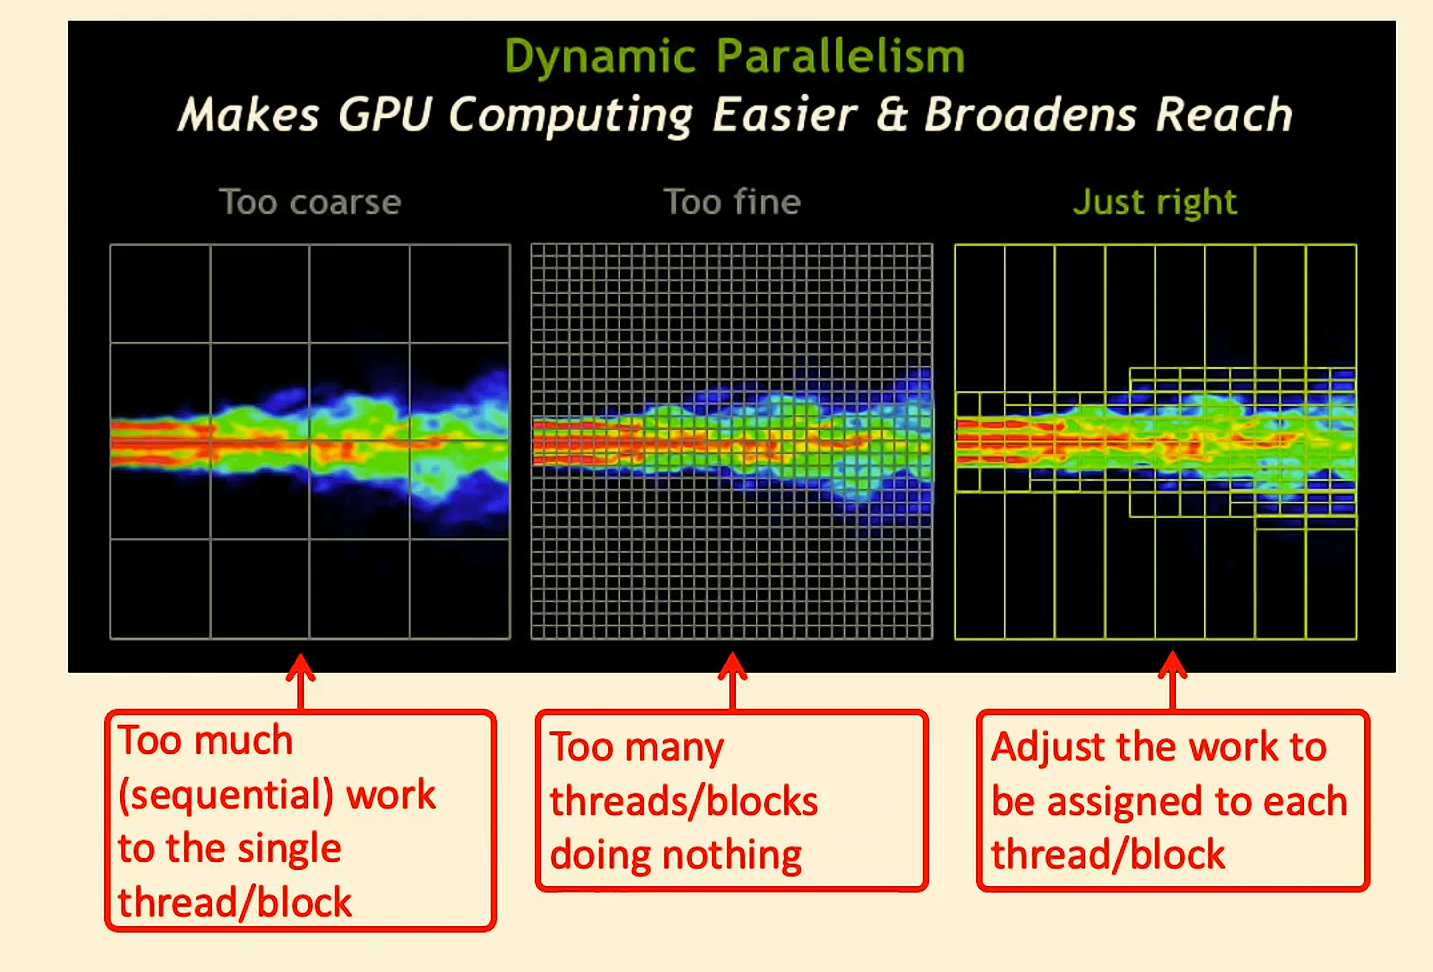 Dynamic Parallelism
Makes GPU Computing Easier & Broadens Reach
Too coarse
Too fine
Just right
Too much
(sequential) work
to the single
thread/block
Too many
threads/blocks
doing nothing
Adjust the work to
be assigned to each
thread/block